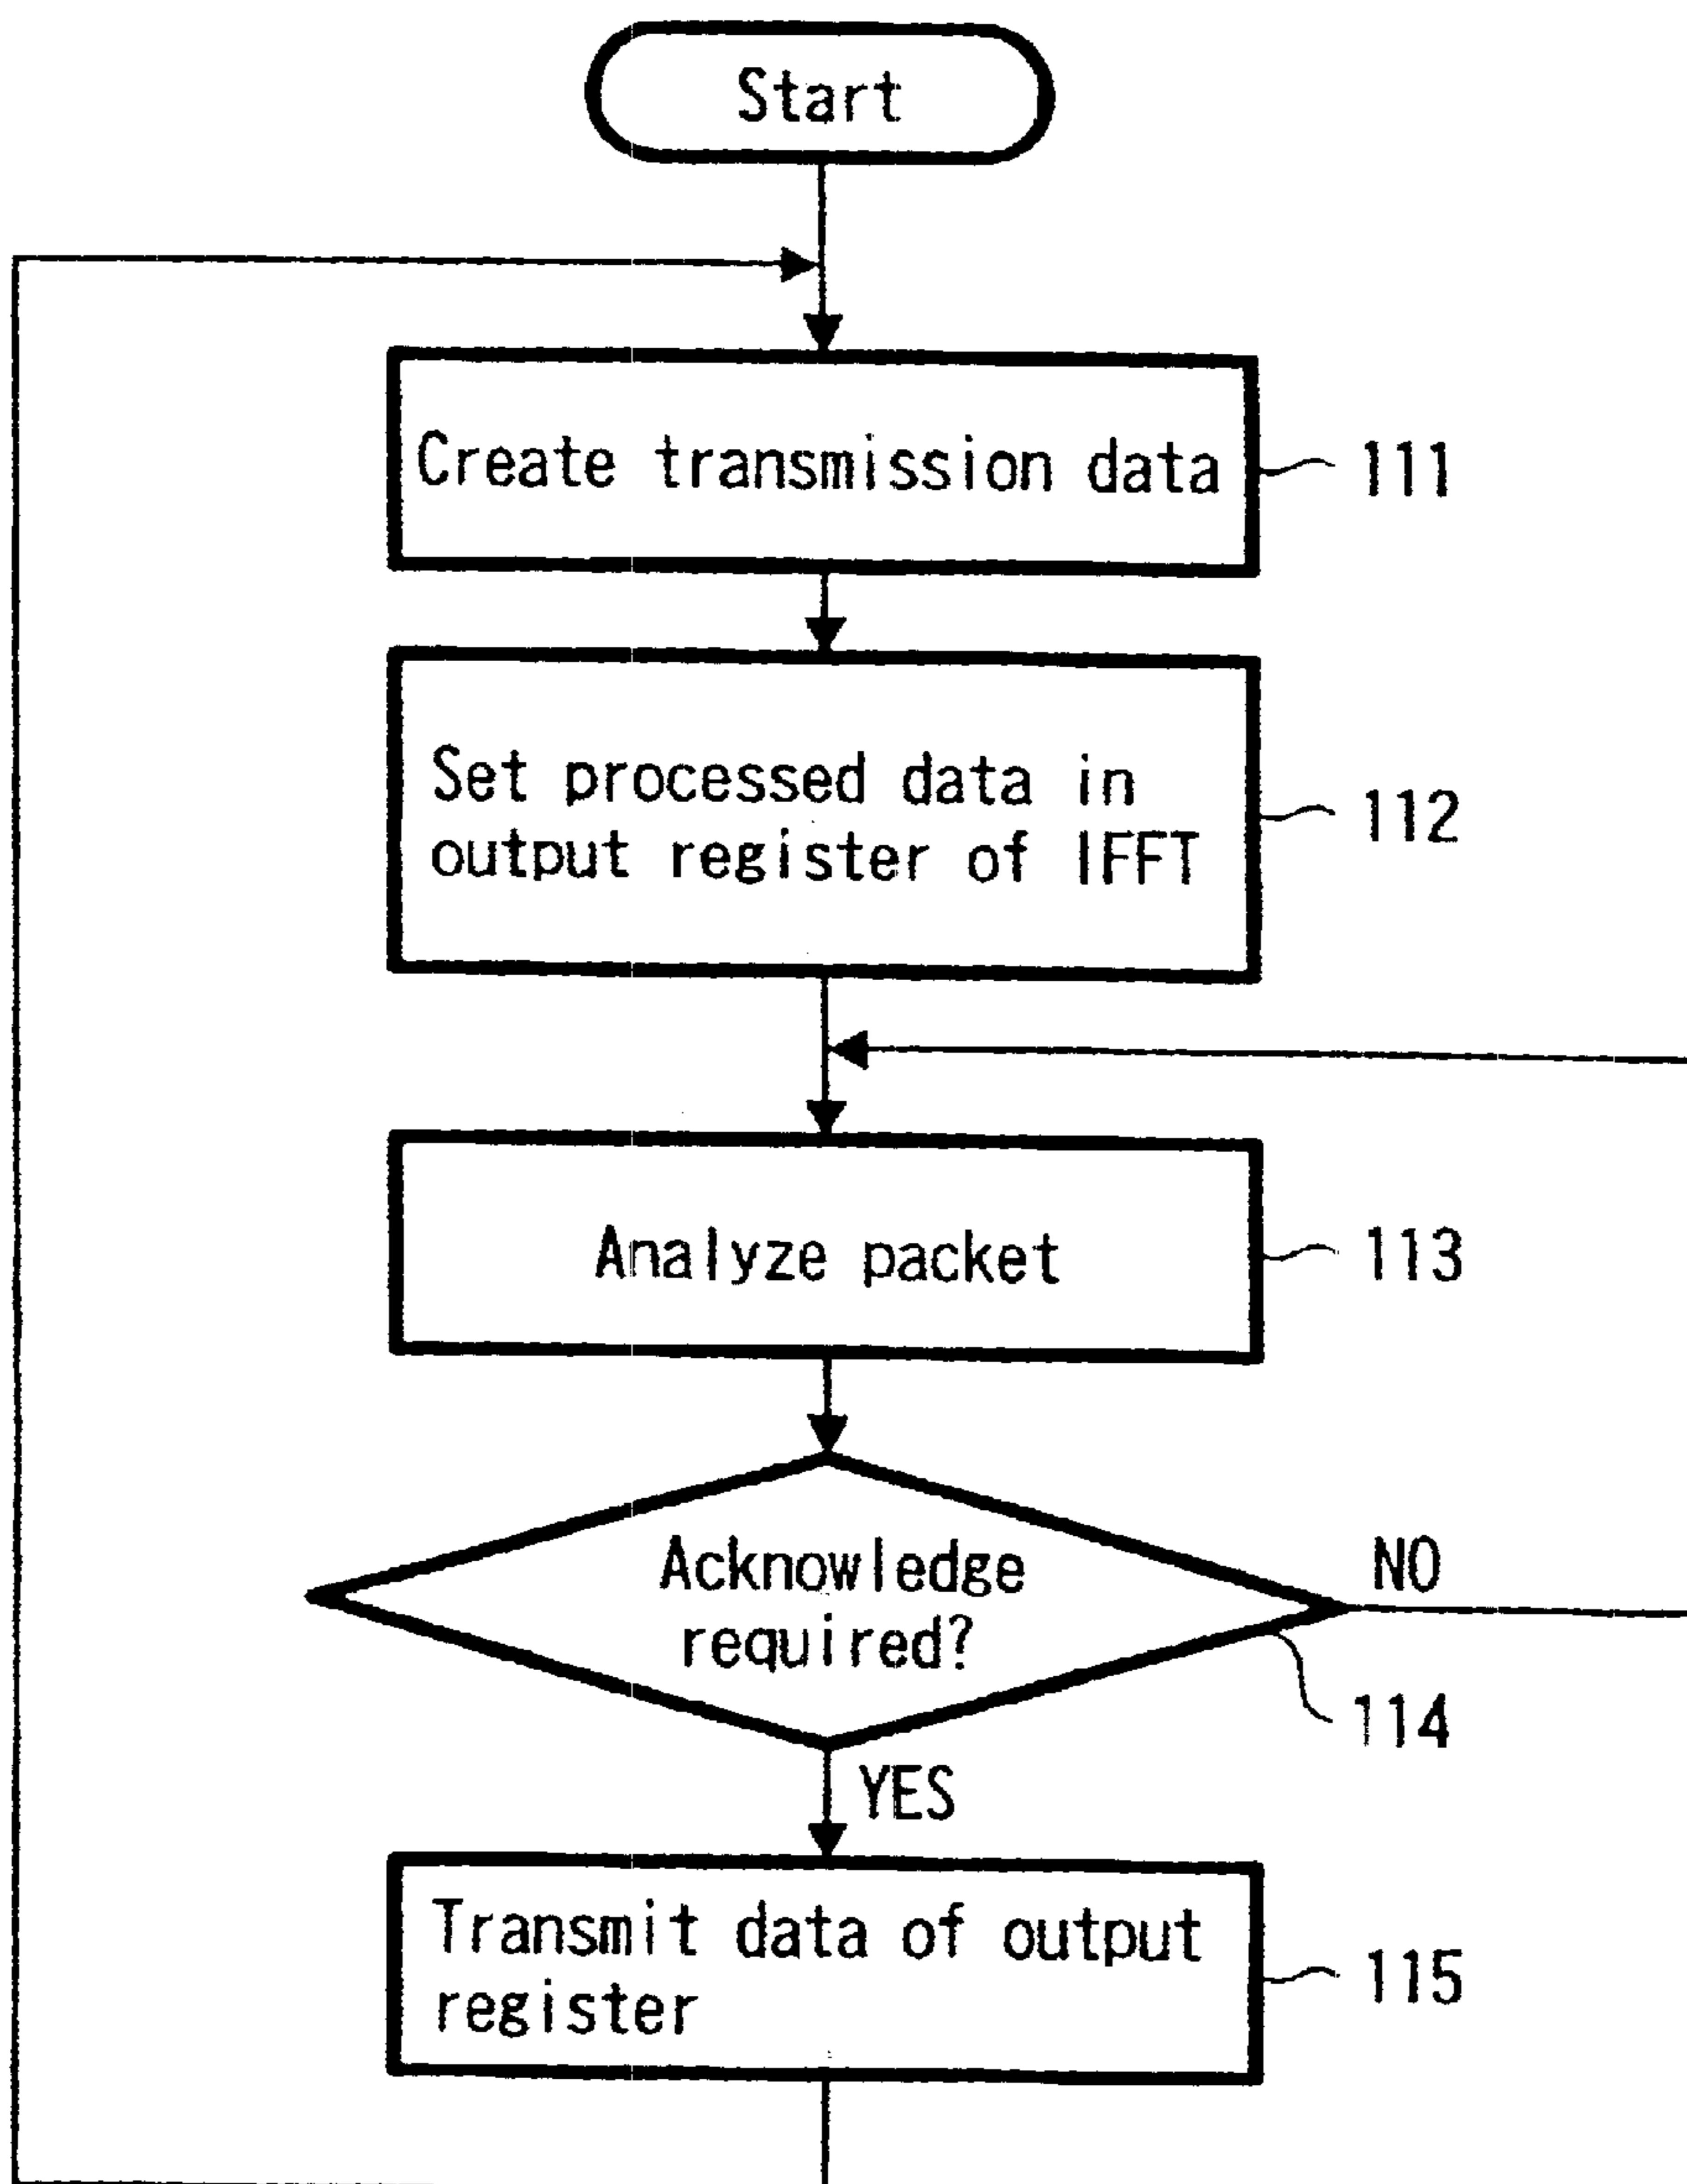 Start
Create transmission data
111
Set processed data in
output register of IFFT
112
Analyze packet
113
Acknowledge
required?
NO
114
YES
Transmit data of output
register
115